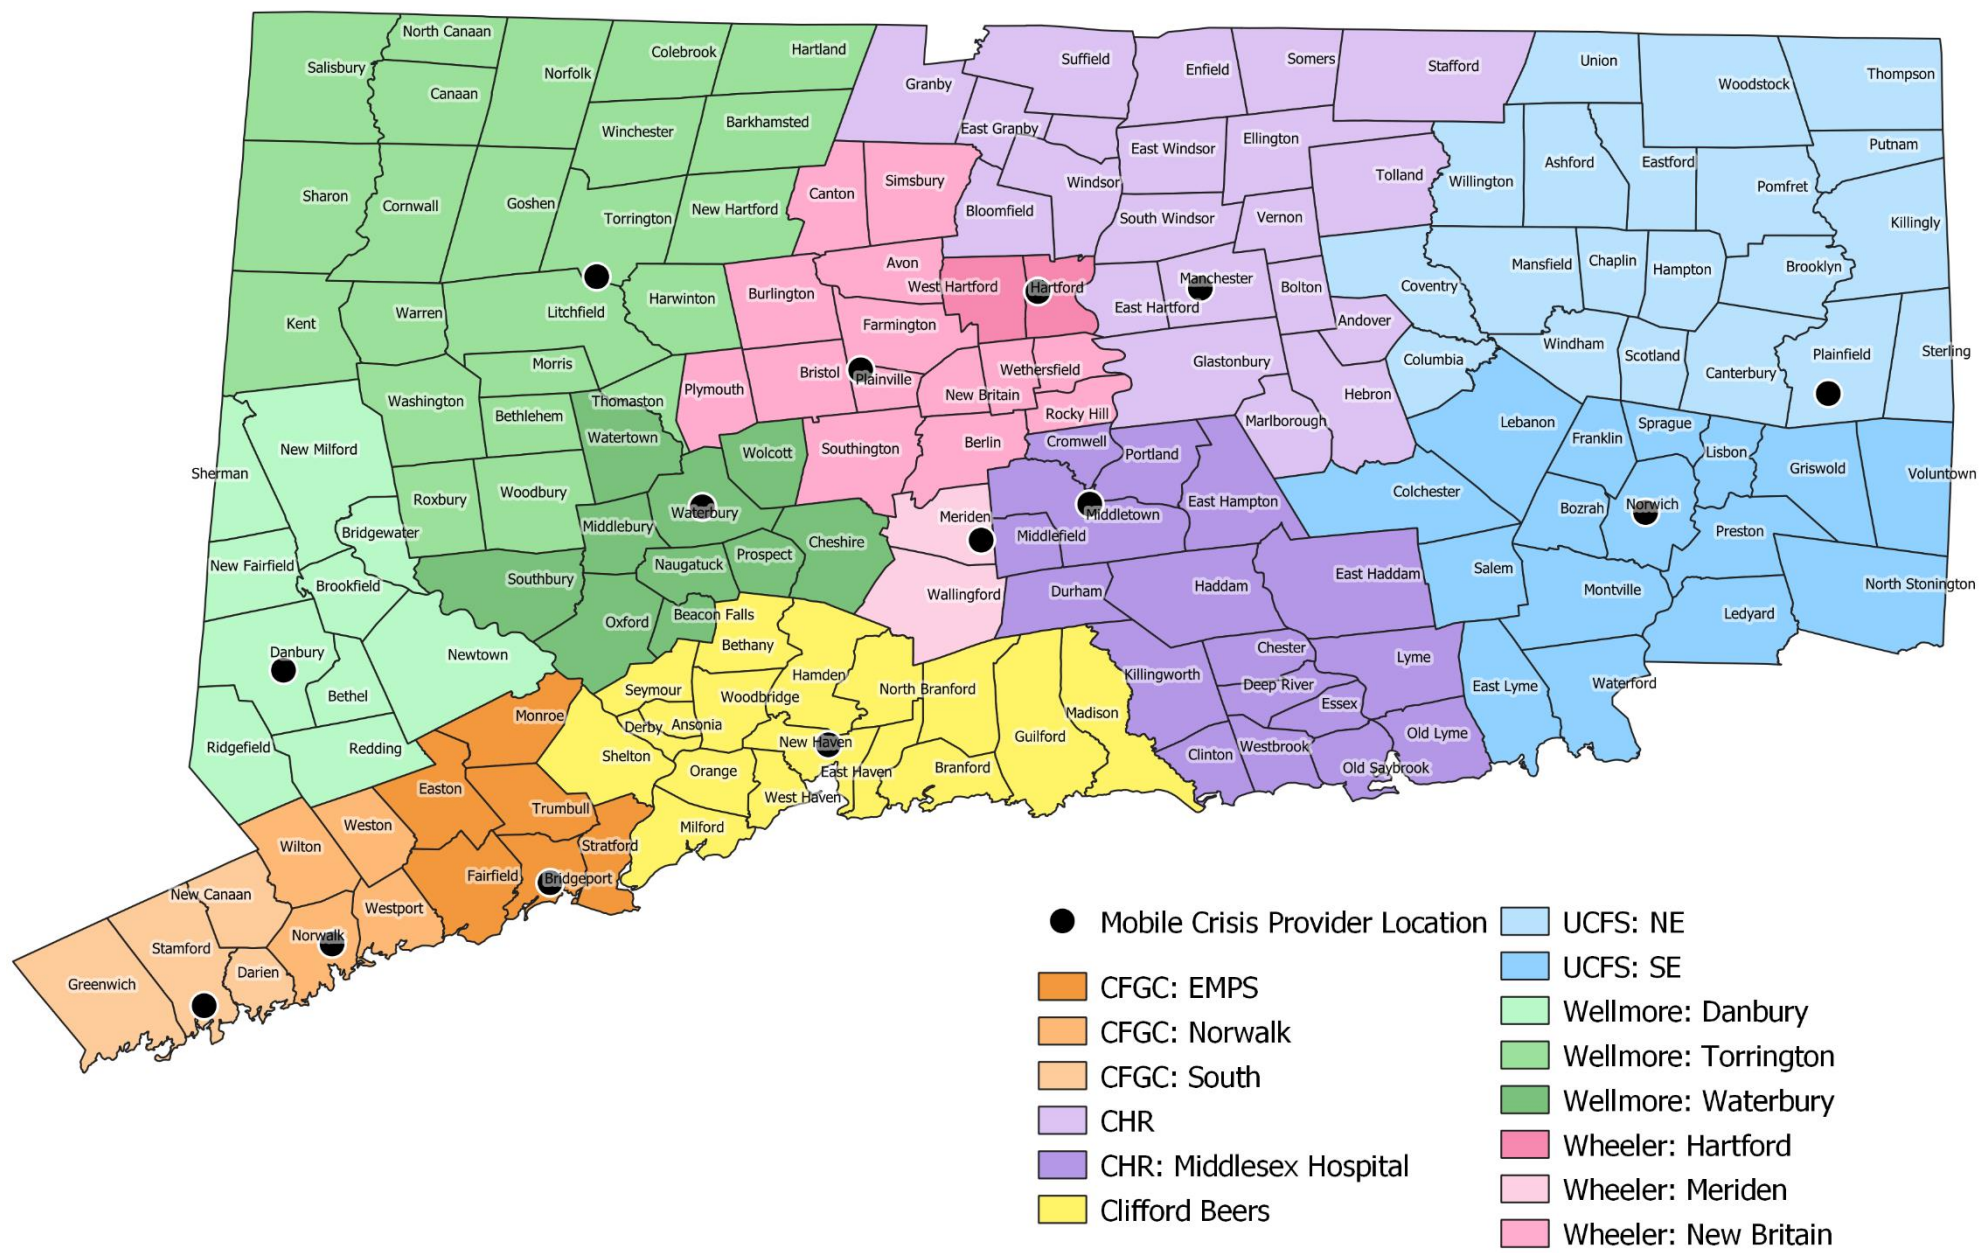 North Canaan
Salisbury
Canaan
Norfolk
Colebrook
Hartland
Winchester
Barkhamsted
Granby
Suffield
East Granby
Enfield
Somers
Stafford
Union
Woodstock
Thompson
East Windsor
Ellington
Windsor
Tolland
Willington
Ashford
Eastford
Putnam
Pomfret
Sharon
Cornwall
Goshen
Torrington
New Hartford
Canton
Simsbury
Bloomfield
South Windsor
Vernon
Killingly
Mansfield
Chaplin
Hampton
Brooklyn
Kent
Warren
Litchfield
Harwinton
Burlington
Avon
West Hartford
Hartford
Manchester
East Hartford
Bolton
Coventry
Andover
Farmington
Windham
Scotland
Canterbury
Plainfield
Sterling
Morris
Bristol
Plainville
Plymouth
Wethersfield
New Britain
Glastonbury
Columbia
Hebron
Washington
Bethlehem
Thomaston
Watertown
Rocky Hill
Marlborough
Lebanon
Franklin
Sprague
Lisbon
Griswold
Voluntown
New Milford
Sherman
Wolcott
Southington
Berlin
Cromwell
Portland
Roxbury
Woodbury
Bridgewater
Middlebury
Waterbury
Meriden
Middletown
East Hampton
Colchester
Bozrah
Norwich
Preston
New Fairfield
Brookfield
Southbury
Naugatuck
Prospect
Cheshire
Middlefield
Wallingford
Durham
Haddam
East Haddam
Salem
Montville
Ledyard
North Stonington
Oxford
Beacon Falls
Bethany
Danbury
Bethel
Newtown
Seymour
Woodbridge
Hamden
North Branford
Killingworth
Chester
Deep River
Essex
Lyme
East Lyme
Waterford
Ridgefield
Redding
Monroe
Derby
Ansonia
Shelton
Orange
New Haven
East Haven
West Haven
Branford
Guilford
Madison
Clinton
Westbrook
Old Saybrook
Old Lyme
Easton
Trumbull
Milford
Weston
Wilton
Stratford
Fairfield
Bridgeport
New Canaan
Westport
Norwalk
Stamford
Darien
Greenwich
Mobile Crisis Provider Location
CFGC: EMPS
CFGC: Norwalk
CFGC: South
CHR
CHR: Middlesex Hospital
Clifford Beers
UCFS: NE
UCFS: SE
Wellmore: Danbury
Wellmore: Torrington
Wellmore: Waterbury
Wheeler: Hartford
Wheeler: Meriden
Wheeler: New Britain